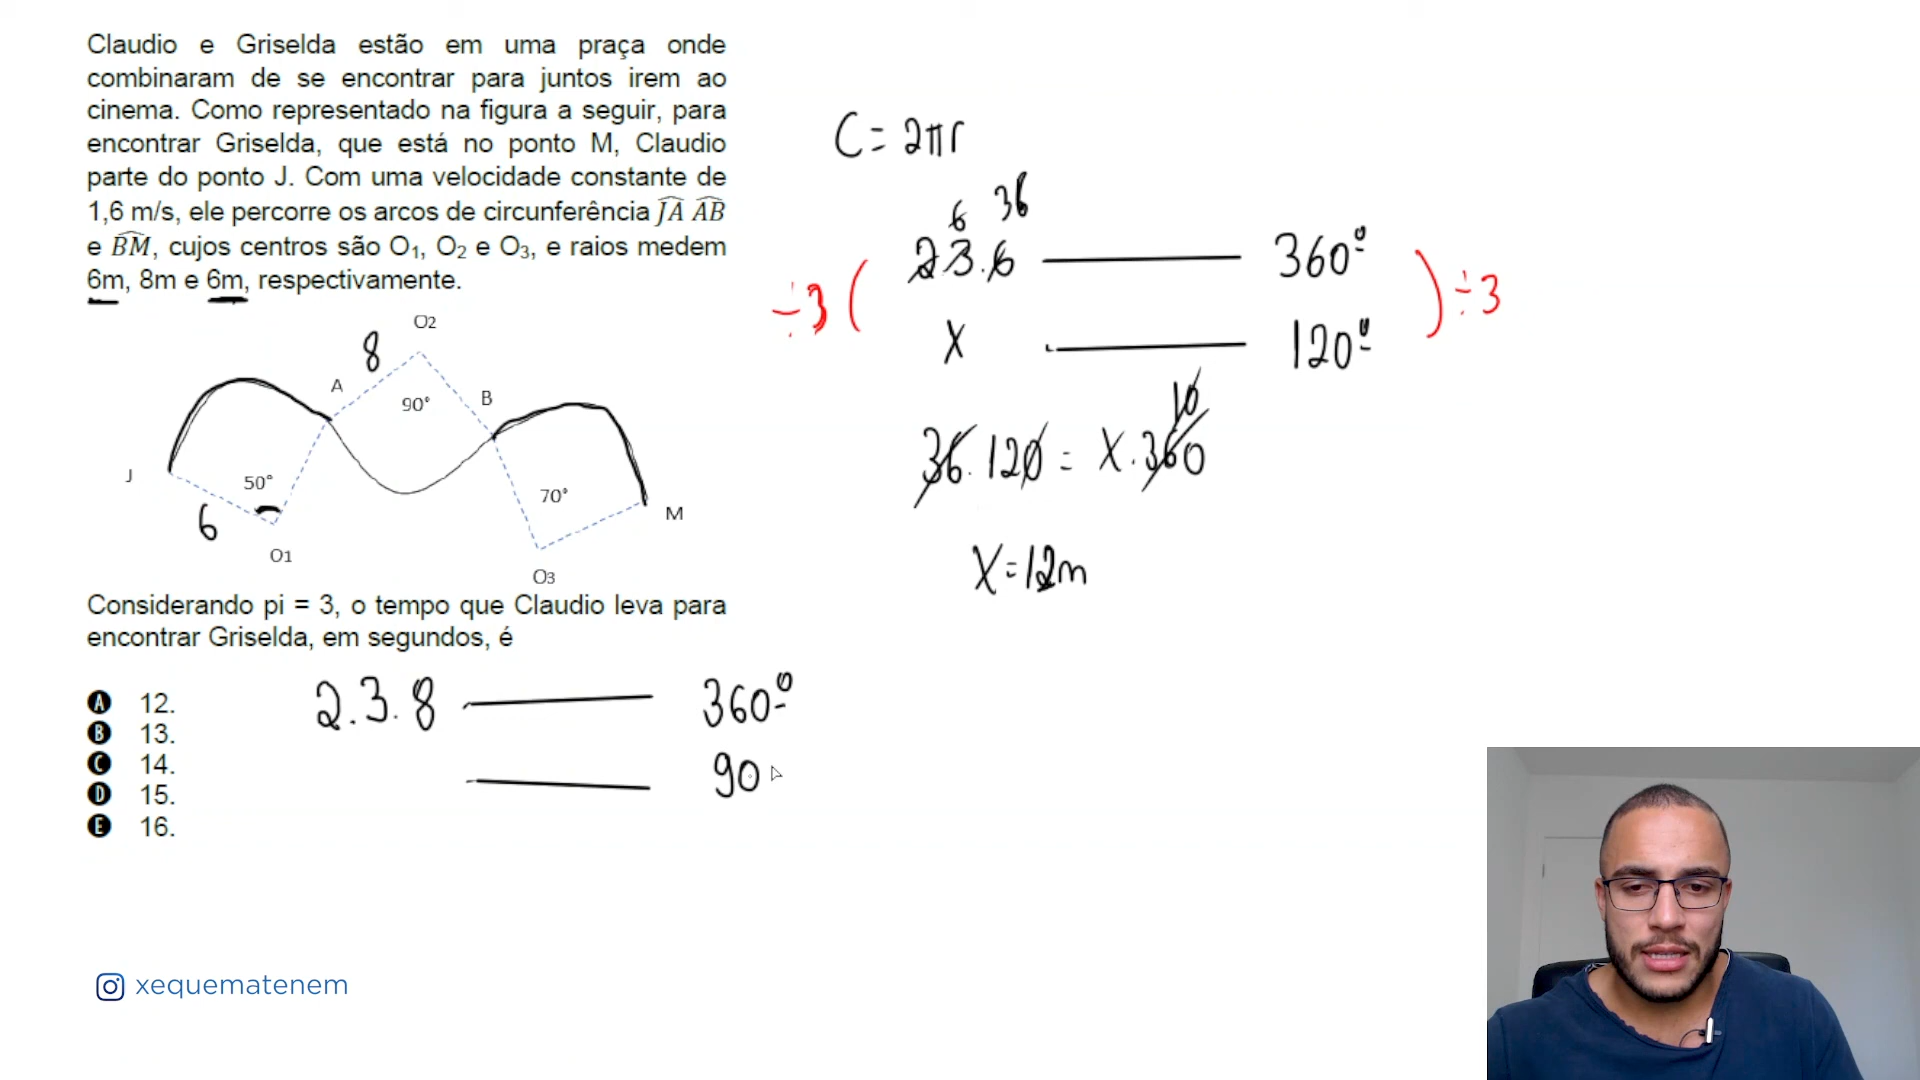 Claudio e Griselda estão em uma praça onde
combinaram de se encontrar para juntos irem ao
cinema. Como representado na figura a seguir, para
encontrar Griselda, que está no ponto M, Claudio
parte do ponto J. Com uma velocidade constante de
1,6 m/s, ele percorre os arcos de circunferência JA AB
e BM, cujos centros são O₁, O₂ e O₃, e raios medem
6m, 8m e 6m, respectivamente.
O2
8
A
90°
B
J
50°
70°
6
M
O1
O3
Considerando pi = 3, o tempo que Claudio leva para
encontrar Griselda, em segundos, é
A 12.
B 13.
C 14.
D 15.
E 16.
2.3.8 360º
90
C = 2πr
6 36
÷3 ( 2.3.6 360º ) ÷3
X 120º
10
36.120 = X.360
X = 12m
xequematenem